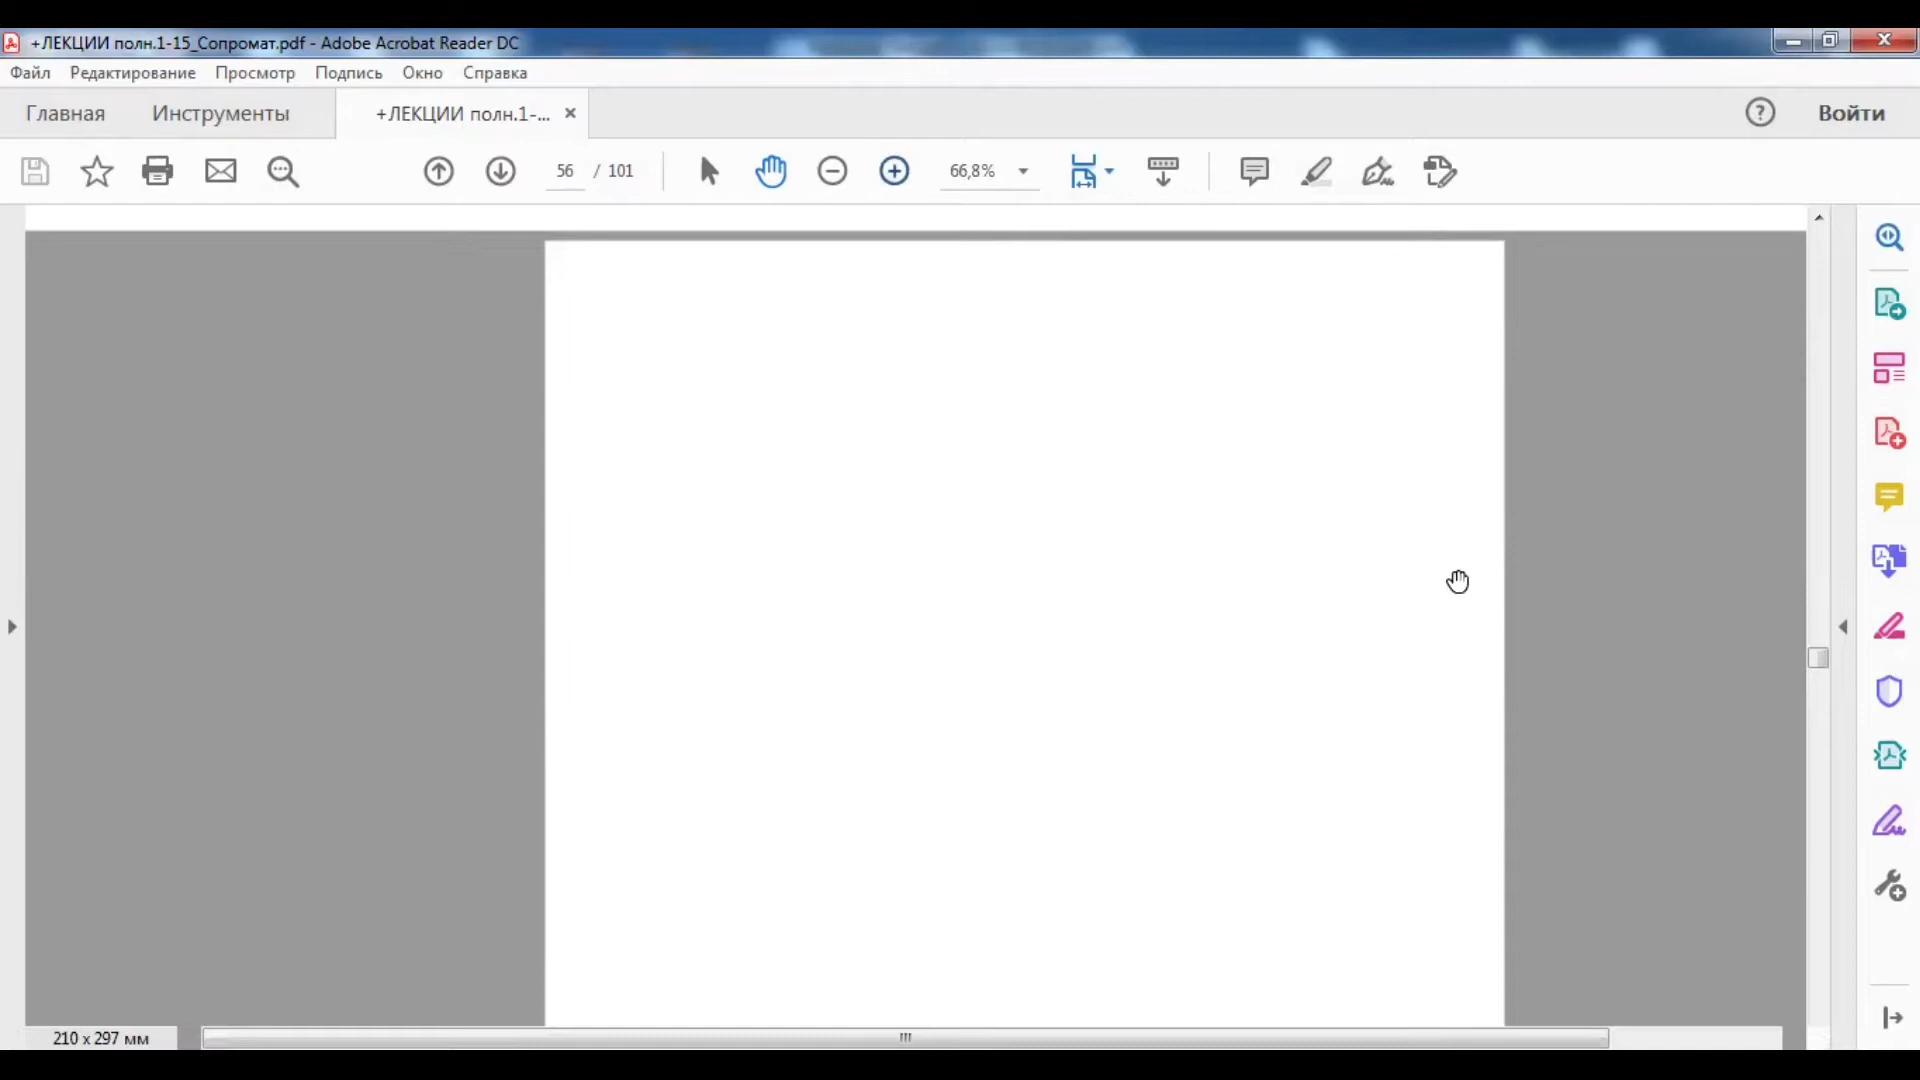 +ЛЕКЦИИ полн.1-15_Сопромат.pdf - Adobe Acrobat Reader DC
Файл Редактирование Просмотр Подпись Окно Справка
Главная Инструменты +ЛЕКЦИИ полн.1-... Войти
56 / 101 66,8%
210 x 297 мм